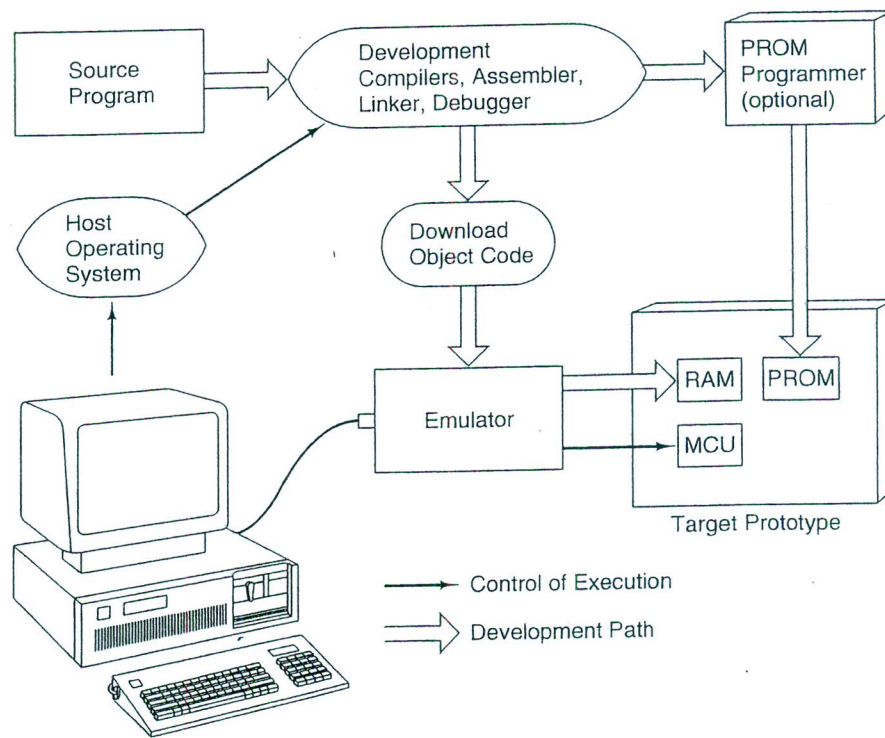 Source
Program
Development
Compilers, Assembler,
Linker, Debugger
PROM
Programmer
(optional)
Host
Operating
System
Download
Object Code
Emulator
RAM
PROM
MCU
Target Prototype
Control of Execution
Development Path